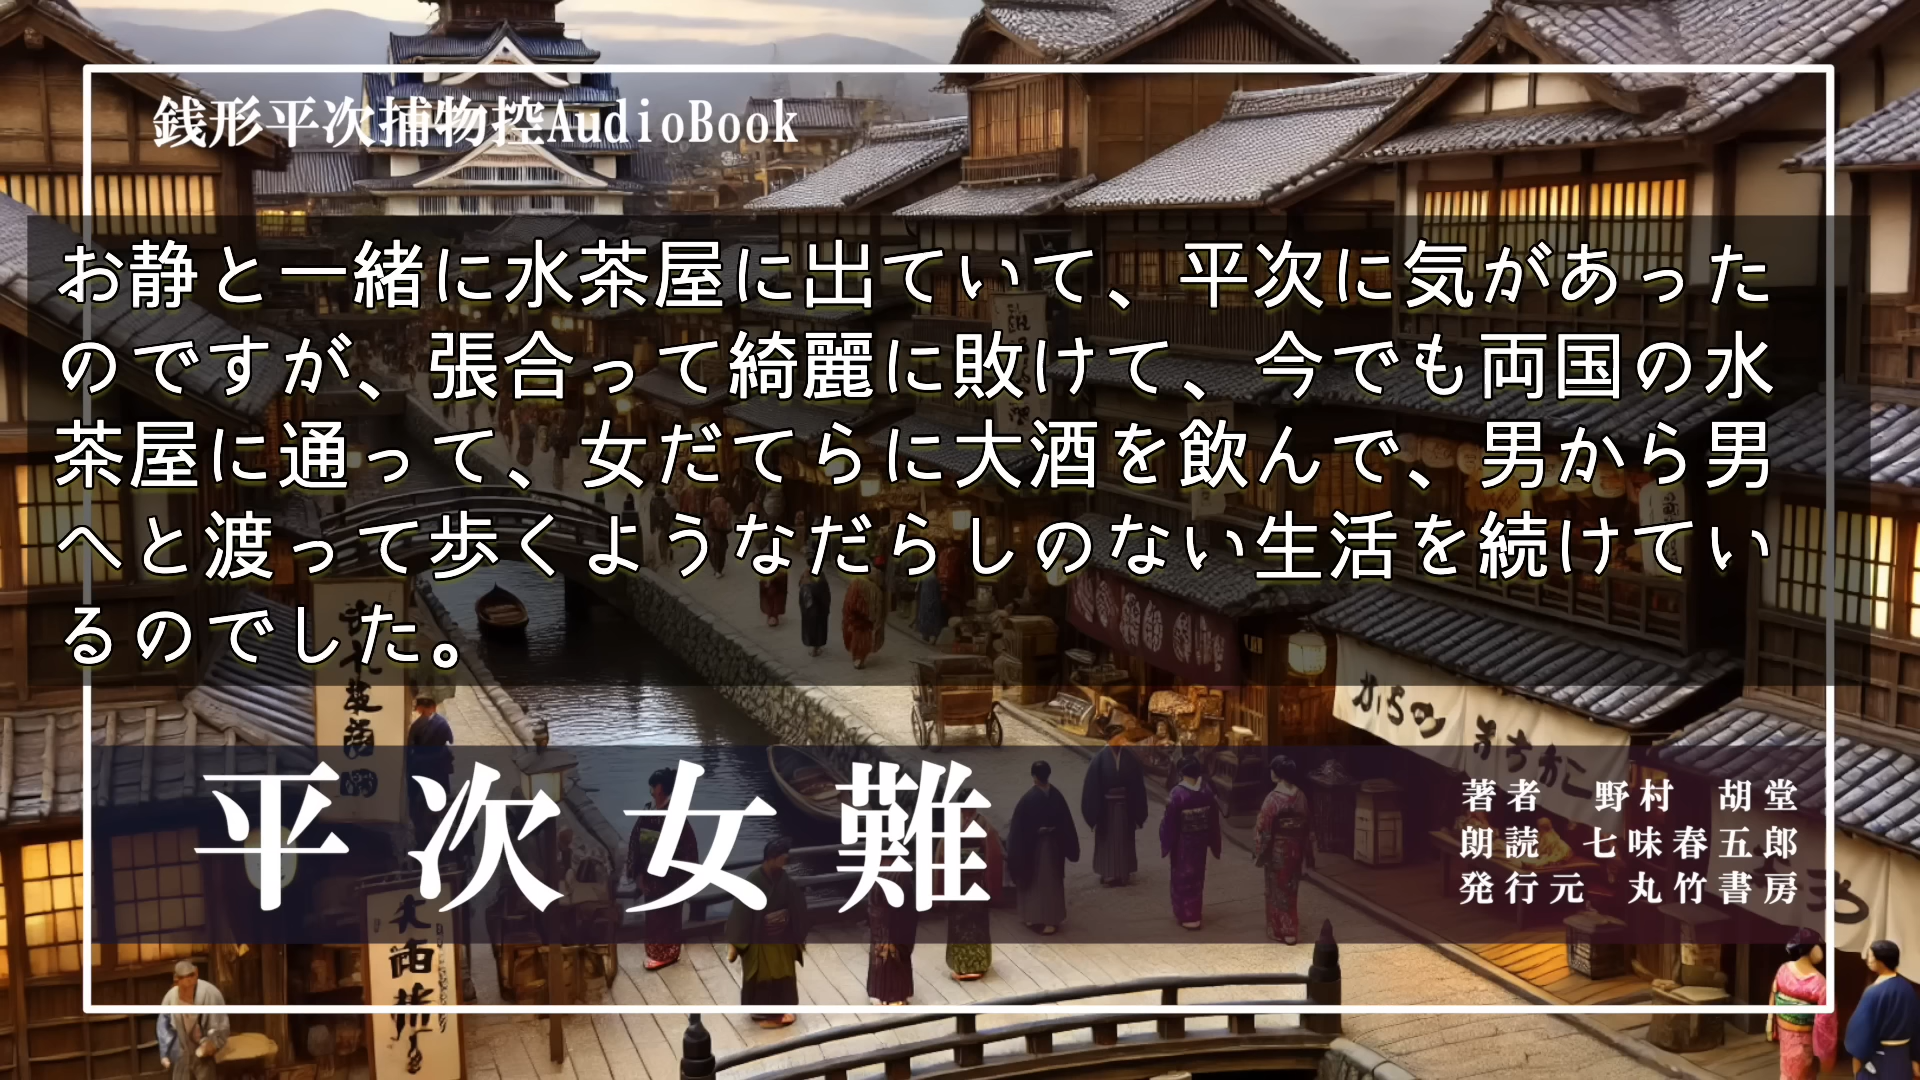 銭形平次捕物控AudioBook
お静と一緒に水茶屋に出ていて、平次に気があった
のですが、張合って綺麗に敗けて、今でも両国の水
茶屋に通って、女だてらに大酒を飲んで、男から男
へと渡って歩くようなだらしのない生活を続けてい
るのでした。
平次女難
著者　野村　胡堂
朗読　七味春五郎
発行元　丸竹書房